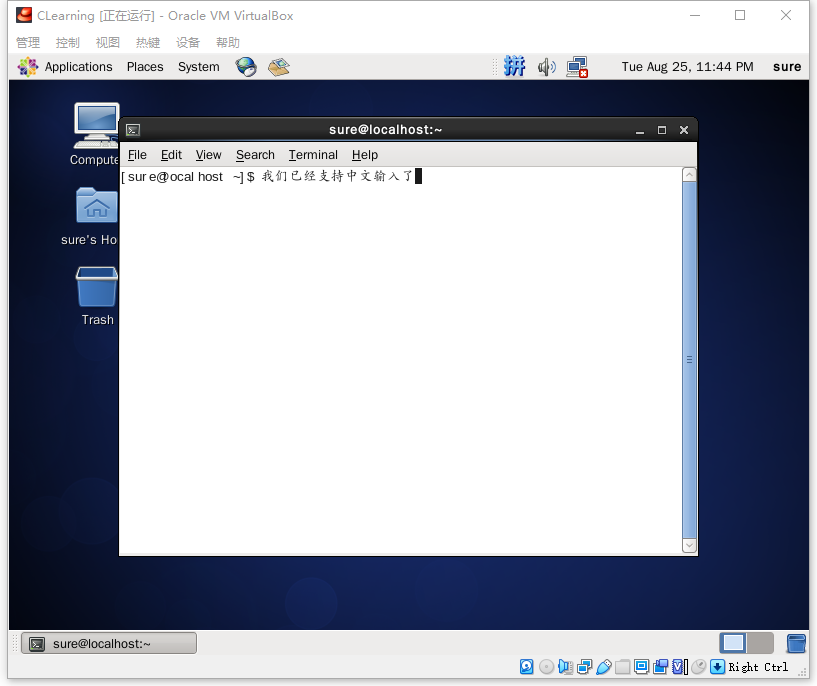 CLearning [正在运行] - Oracle VM VirtualBox
管理 控制 视图 热键 设备 帮助
Applications Places System 拼 Tue Aug 25, 11:44 PM sure
sure@localhost:~
Compute
File Edit View Search Terminal Help
[sure@ocalhost ~]$ 我们已经支持中文输入了
sure's Ho
Trash
sure@localhost:~
Right Ctrl